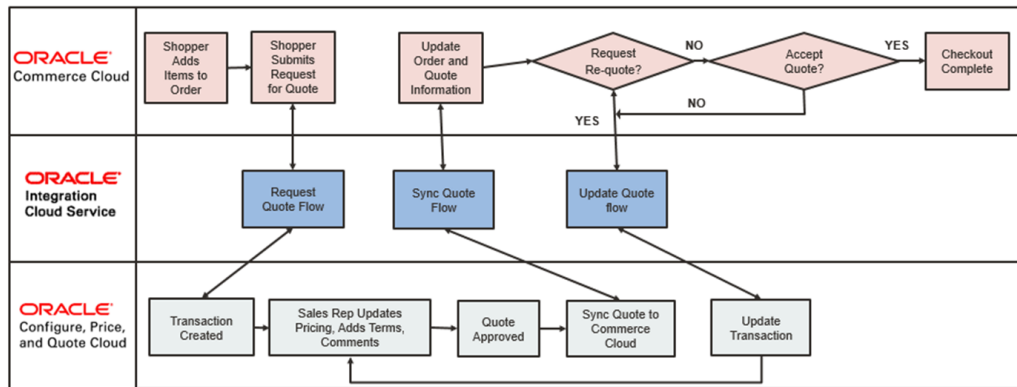 ORACLE®
Commerce Cloud
Shopper
Adds
Items to
Order
Shopper
Submits
Request
for Quote
Update
Order and
Quote
Information
Request
Re-quote?
NO
Accept
Quote?
YES
Checkout
Complete
NO
YES
ORACLE®
Integration
Cloud Service
Request
Quote Flow
Sync Quote
Flow
Update Quote
flow
ORACLE®
Configure, Price,
and Quote Cloud
Transaction
Created
Sales Rep Updates
Pricing, Adds Terms,
Comments
Quote
Approved
Sync Quote to
Commerce
Cloud
Update
Transaction